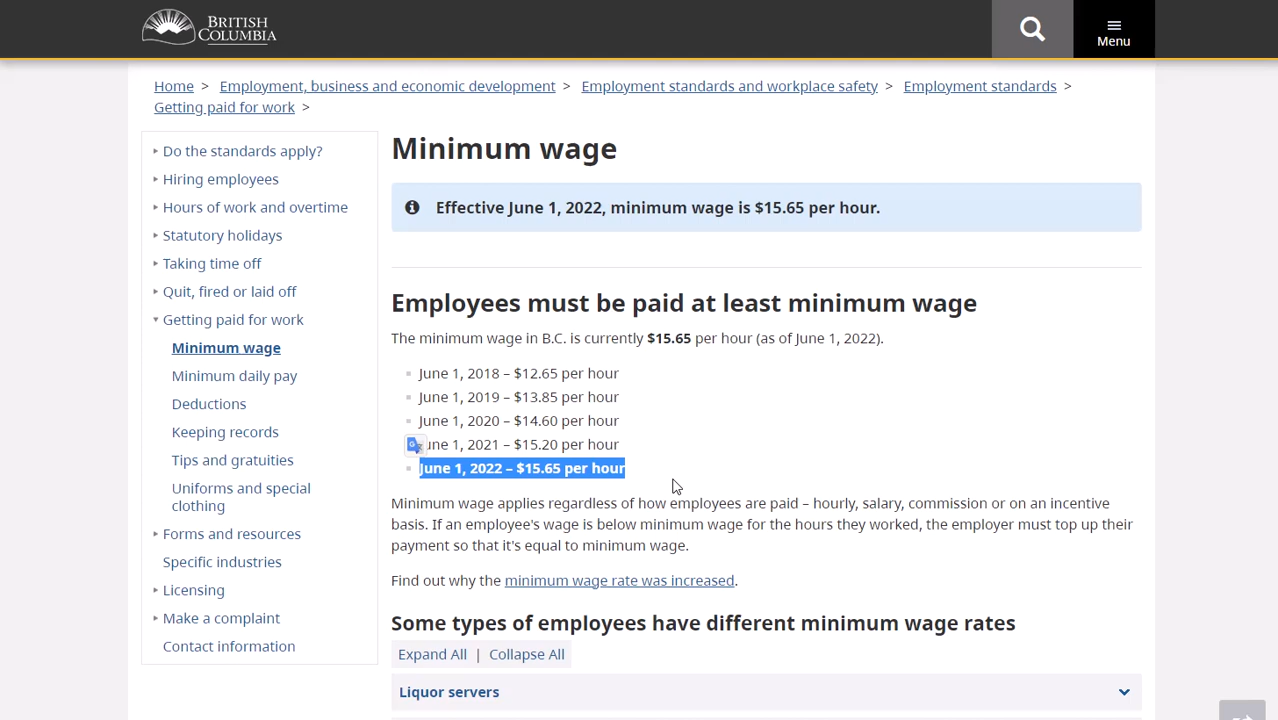 BRITISH
COLUMBIA
Menu
Home > Employment, business and economic development > Employment standards and workplace safety > Employment standards >
Getting paid for work >
Do the standards apply?
Hiring employees
Hours of work and overtime
Statutory holidays
Taking time off
Quit, fired or laid off
Getting paid for work
Minimum wage
Minimum daily pay
Deductions
Keeping records
Tips and gratuities
Uniforms and special
clothing
Forms and resources
Specific industries
Licensing
Make a complaint
Contact information
Minimum wage
Effective June 1, 2022, minimum wage is $15.65 per hour.
Employees must be paid at least minimum wage
The minimum wage in B.C. is currently $15.65 per hour (as of June 1, 2022).
June 1, 2018 – $12.65 per hour
June 1, 2019 – $13.85 per hour
June 1, 2020 – $14.60 per hour
June 1, 2021 – $15.20 per hour
June 1, 2022 – $15.65 per hour
Minimum wage applies regardless of how employees are paid – hourly, salary, commission or on an incentive
basis. If an employee's wage is below minimum wage for the hours they worked, the employer must top up their
payment so that it's equal to minimum wage.
Find out why the minimum wage rate was increased.
Some types of employees have different minimum wage rates
Expand All | Collapse All
Liquor servers